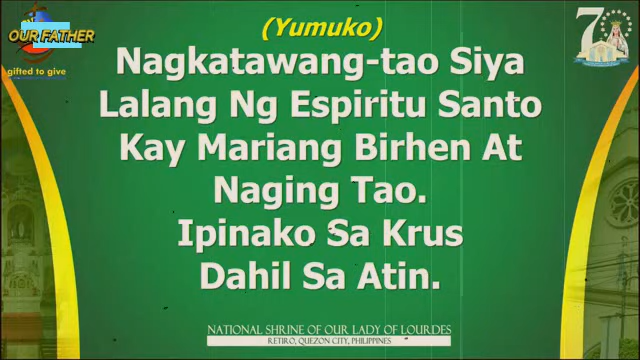 (Yumuko)
OUR FATHER
gifted to give
7
Nagkatawang-tao Siya
Lalang Ng Espiritu Santo
Kay Mariang Birhen At
Naging Tao.
Ipinako Sa Krus
Dahil Sa Atin.
NATIONAL SHRINE OF OUR LADY OF LOURDES
RETIRO, QUEZON CITY, PHILIPPINES